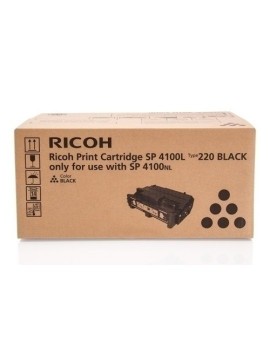 RICOH
Ricoh Print Cartridge SP 4100L Type 220 BLACK
only for use with SP 4100NL
Color
BLACK